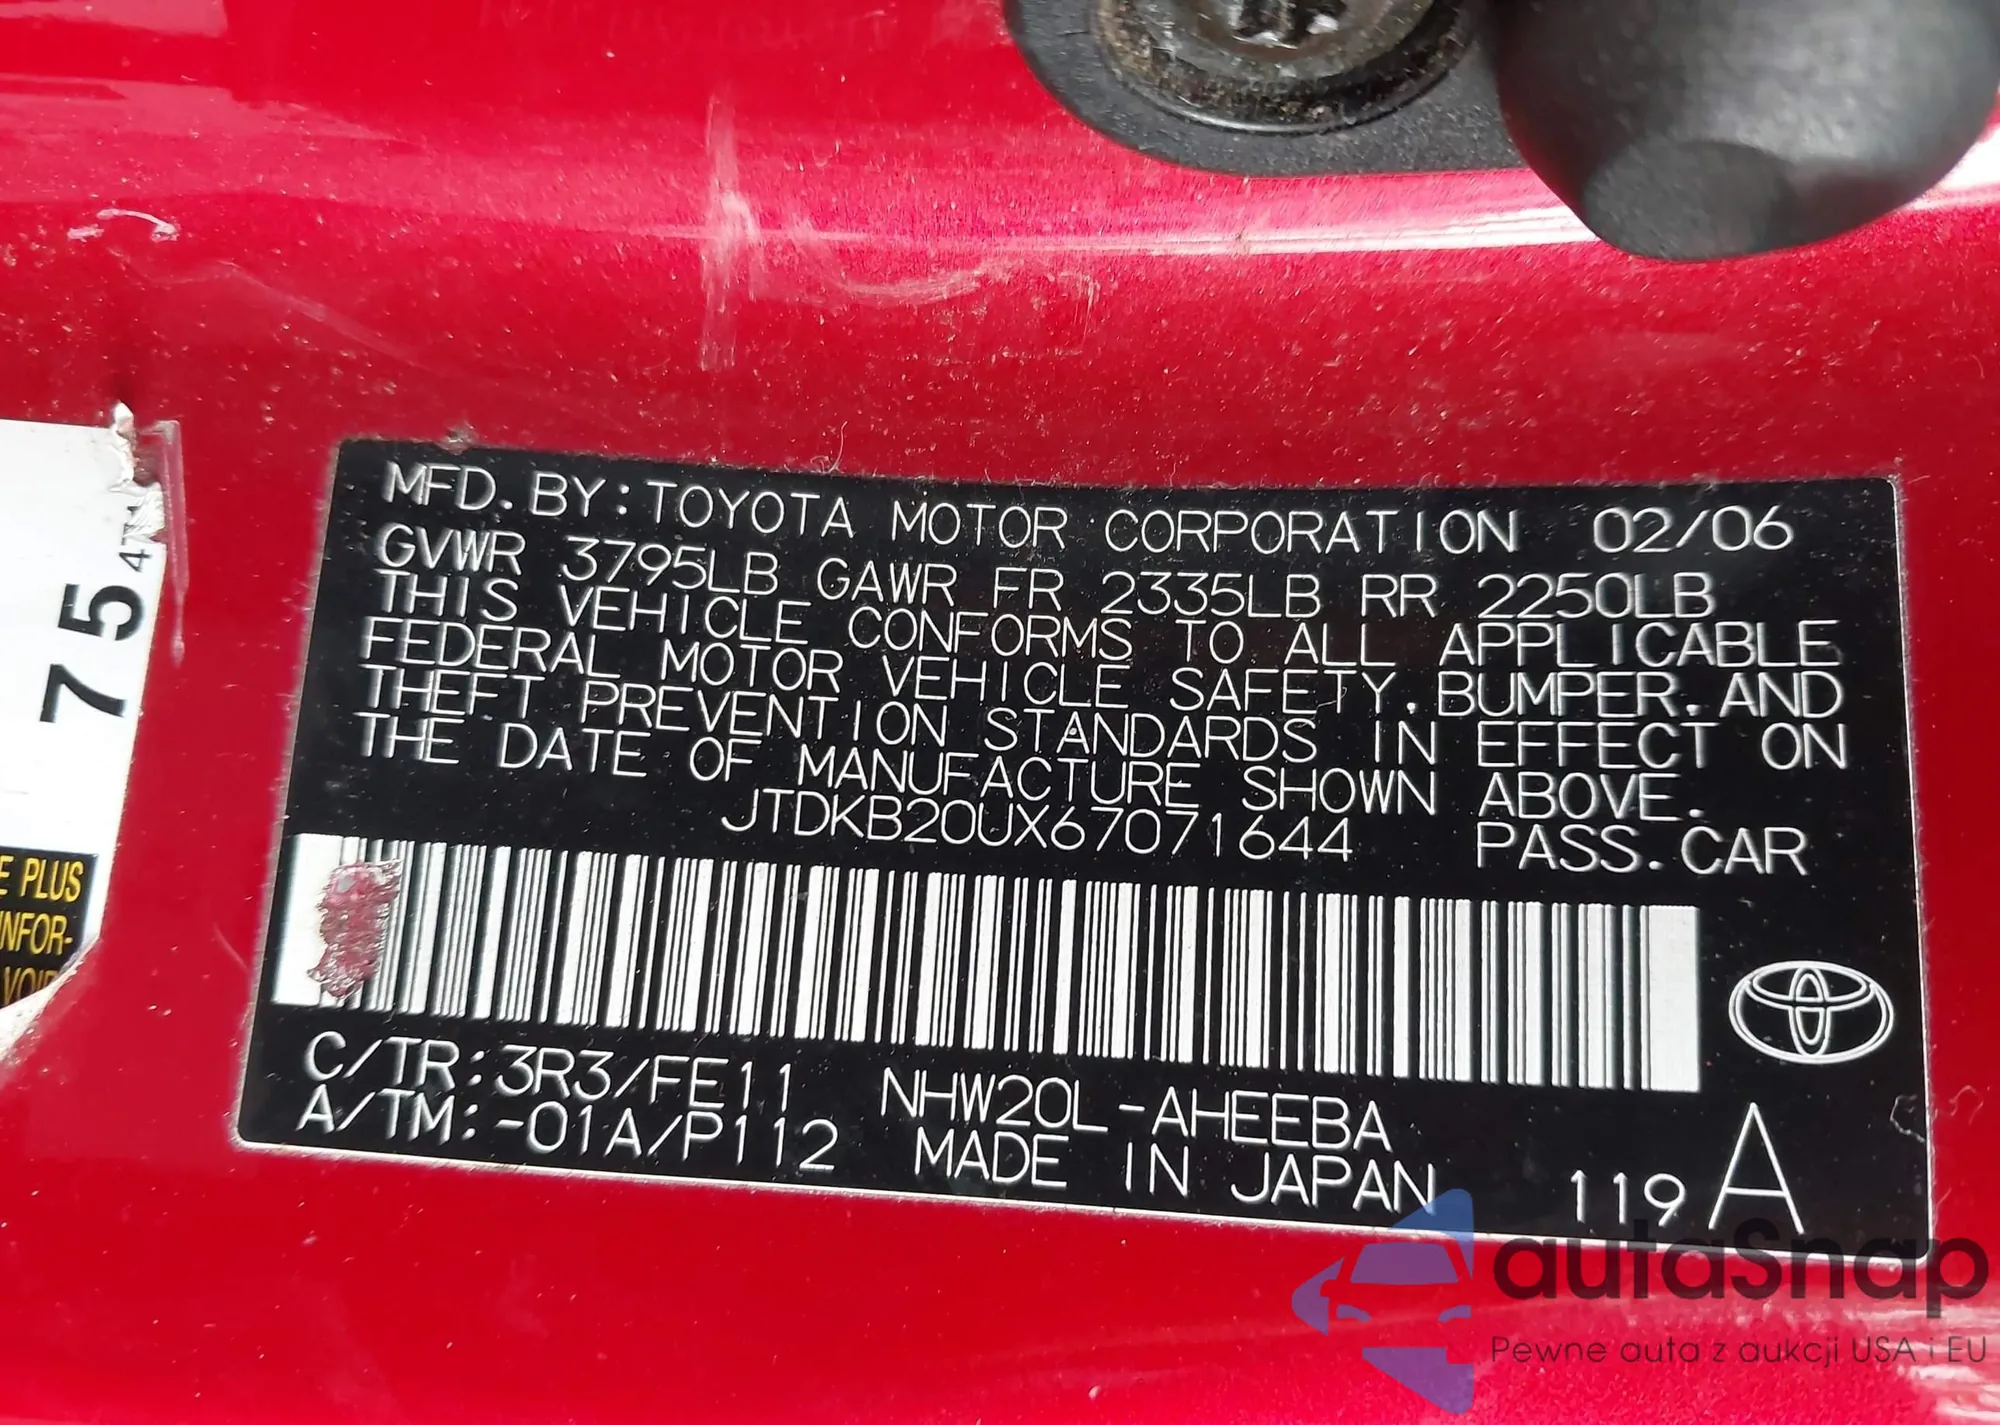 MFD. BY: TOYOTA MOTOR CORPORATION 02/06
GVWR 3795LB GAWR FR 2335LB RR 2250LB
THIS VEHICLE CONFORMS TO ALL APPLICABLE
FEDERAL MOTOR VEHICLE SAFETY, BUMPER, AND
THEFT PREVENTION STANDARDS IN EFFECT ON
THE DATE OF MANUFACTURE SHOWN ABOVE.
JTDKB20UX67071644 PASS. CAR
C/TR: 3R3/FE11 NHW20L-AHEEBA
A/TM: -01A/P112 MADE IN JAPAN 119 A
75
E PLUS
INFOR-
autaSnap
Pewne auta z aukcji USA i EU